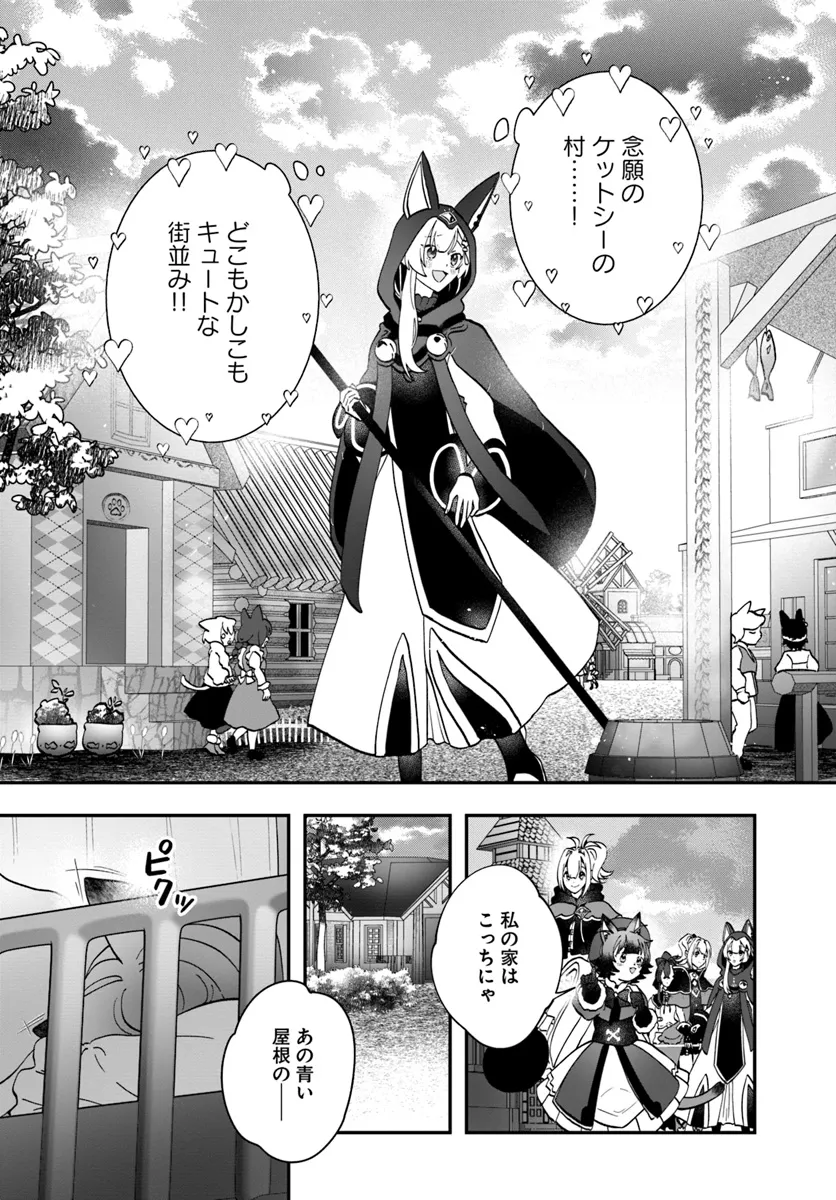 念願の
ケットシーの
村……！
どこもかしこも
キュートな
街並み!!
私の家は
こっちにゃ
あの青い
屋根の――
ピクッ